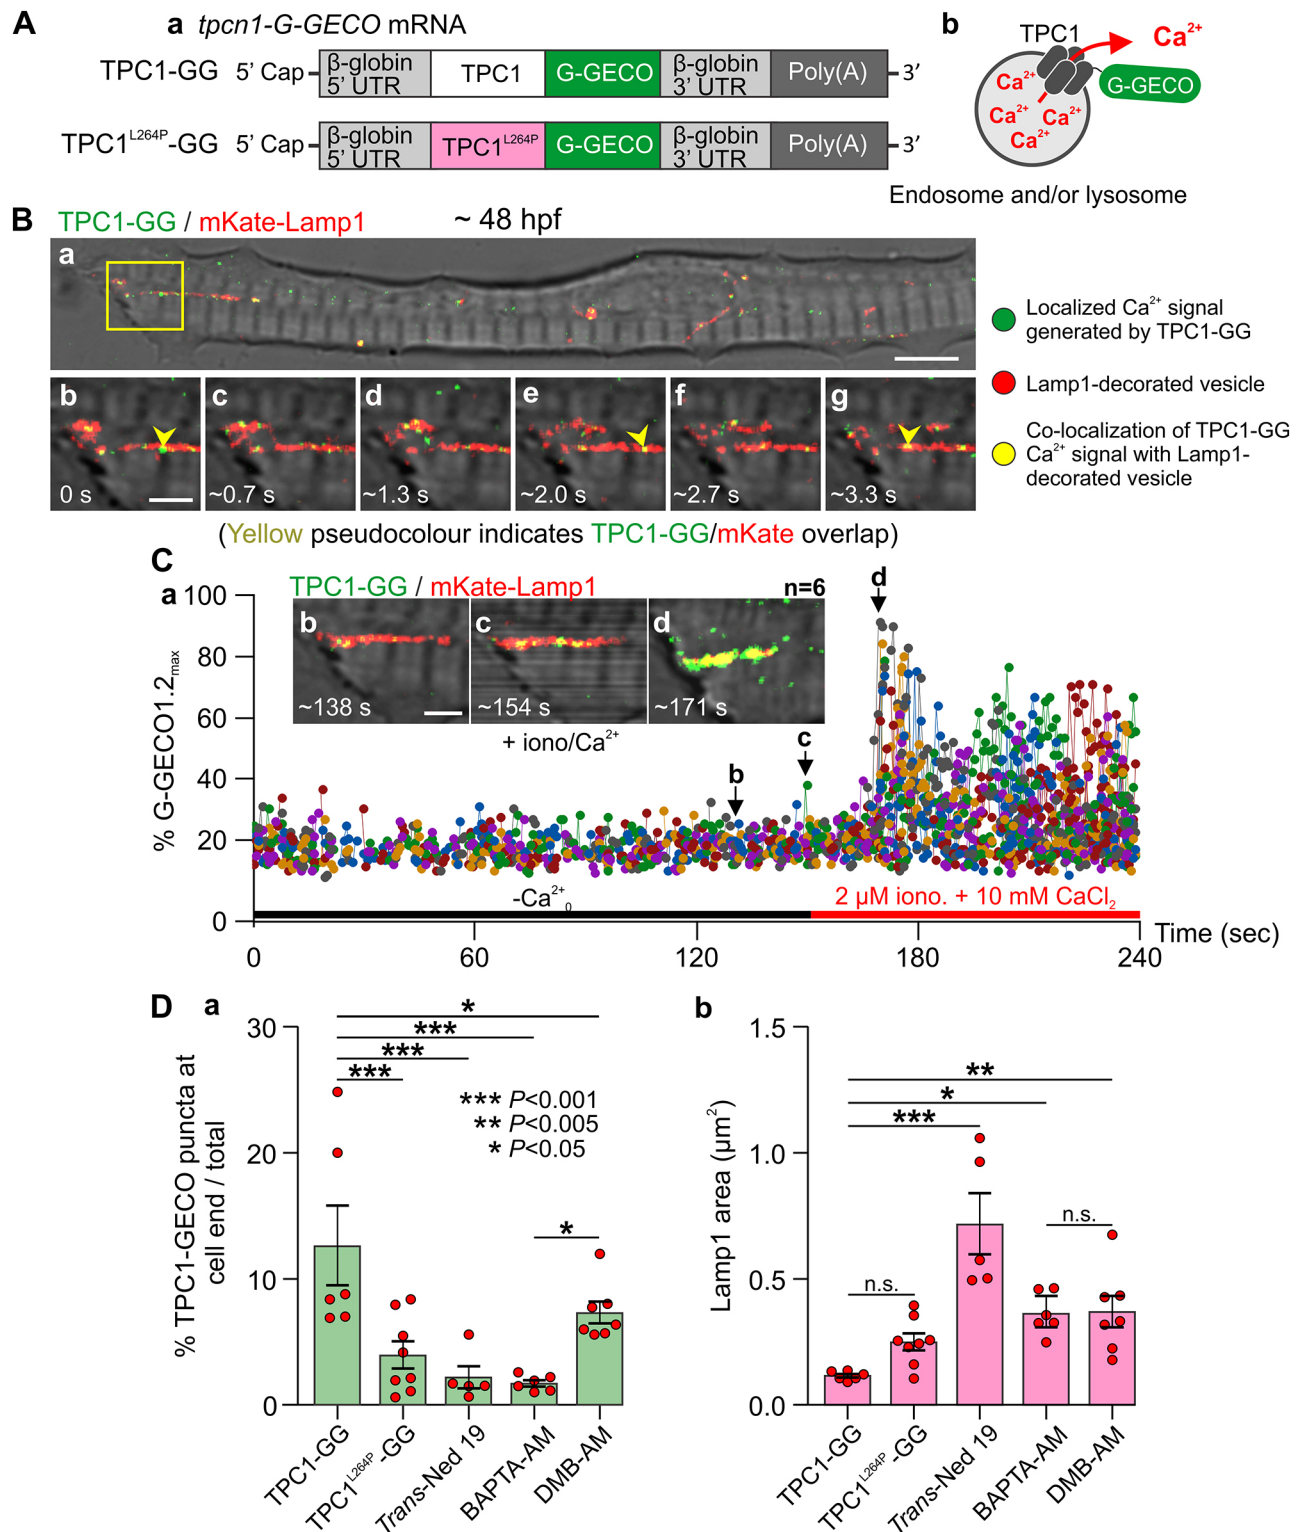 A
a tpcn1-G-GECO mRNA
TPC1-GG 5’ Cap β-globin 5’ UTR TPC1 G-GECO β-globin 3’ UTR Poly(A) 3’
TPC1L264P-GG 5’ Cap β-globin 5’ UTR TPC1L264P G-GECO β-globin 3’ UTR Poly(A) 3’
b
TPC1
Ca2+
Ca2+
Ca2+
Ca2+
Ca2+
G-GECO
Endosome and/or lysosome
B
TPC1-GG / mKate-Lamp1
~ 48 hpf
a
b
0 s
c
~0.7 s
d
~1.3 s
e
~2.0 s
f
~2.7 s
g
~3.3 s
Localized Ca2+ signal
generated by TPC1-GG
Lamp1-decorated vesicle
Co-localization of TPC1-GG
Ca2+ signal with Lamp1-
decorated vesicle
(Yellow pseudocolour indicates TPC1-GG/mKate overlap)
C
a
TPC1-GG / mKate-Lamp1
n=6
b
~138 s
c
~154 s
d
~171 s
+ iono/Ca2+
b
c
d
% G-GECO1.2max
100
80
60
40
20
0
-Ca2+0
2 µM iono. + 10 mM CaCl2
0
60
120
180
240
Time (sec)
D
a
% TPC1-GECO puncta at
cell end / total
30
20
10
0
*
***
***
***
*** P<0.001
** P<0.005
* P<0.05
*
TPC1-GG
TPC1L264P-GG
Trans-Ned 19
BAPTA-AM
DMB-AM
b
Lamp1 area (µm2)
1.5
1.0
0.5
0.0
**
*
***
n.s.
n.s.
TPC1-GG
TPC1L264P-GG
Trans-Ned 19
BAPTA-AM
DMB-AM